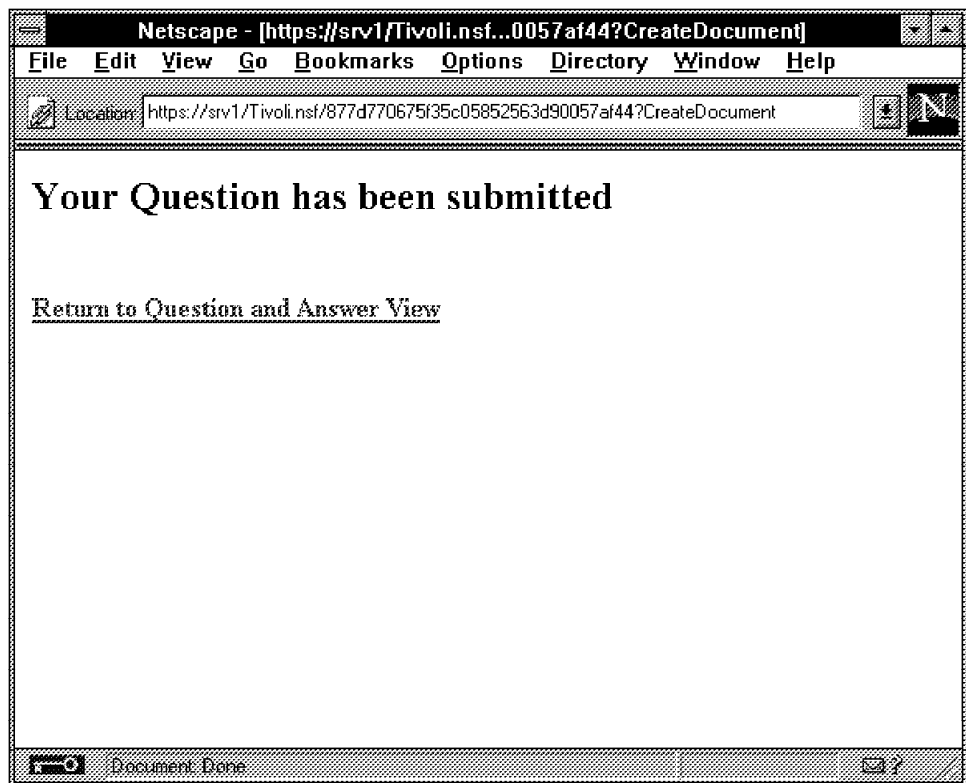 Netscape - [https://srv1/Tivoli.nsf...0057af44?CreateDocument]
File Edit View Go Bookmarks Options Directory Window Help
Location: https://srv1/Tivoli.nsf/877d770675f35c05852563d90057af44?CreateDocument
N
Your Question has been submitted
Return to Question and Answer View
Document: Done
?